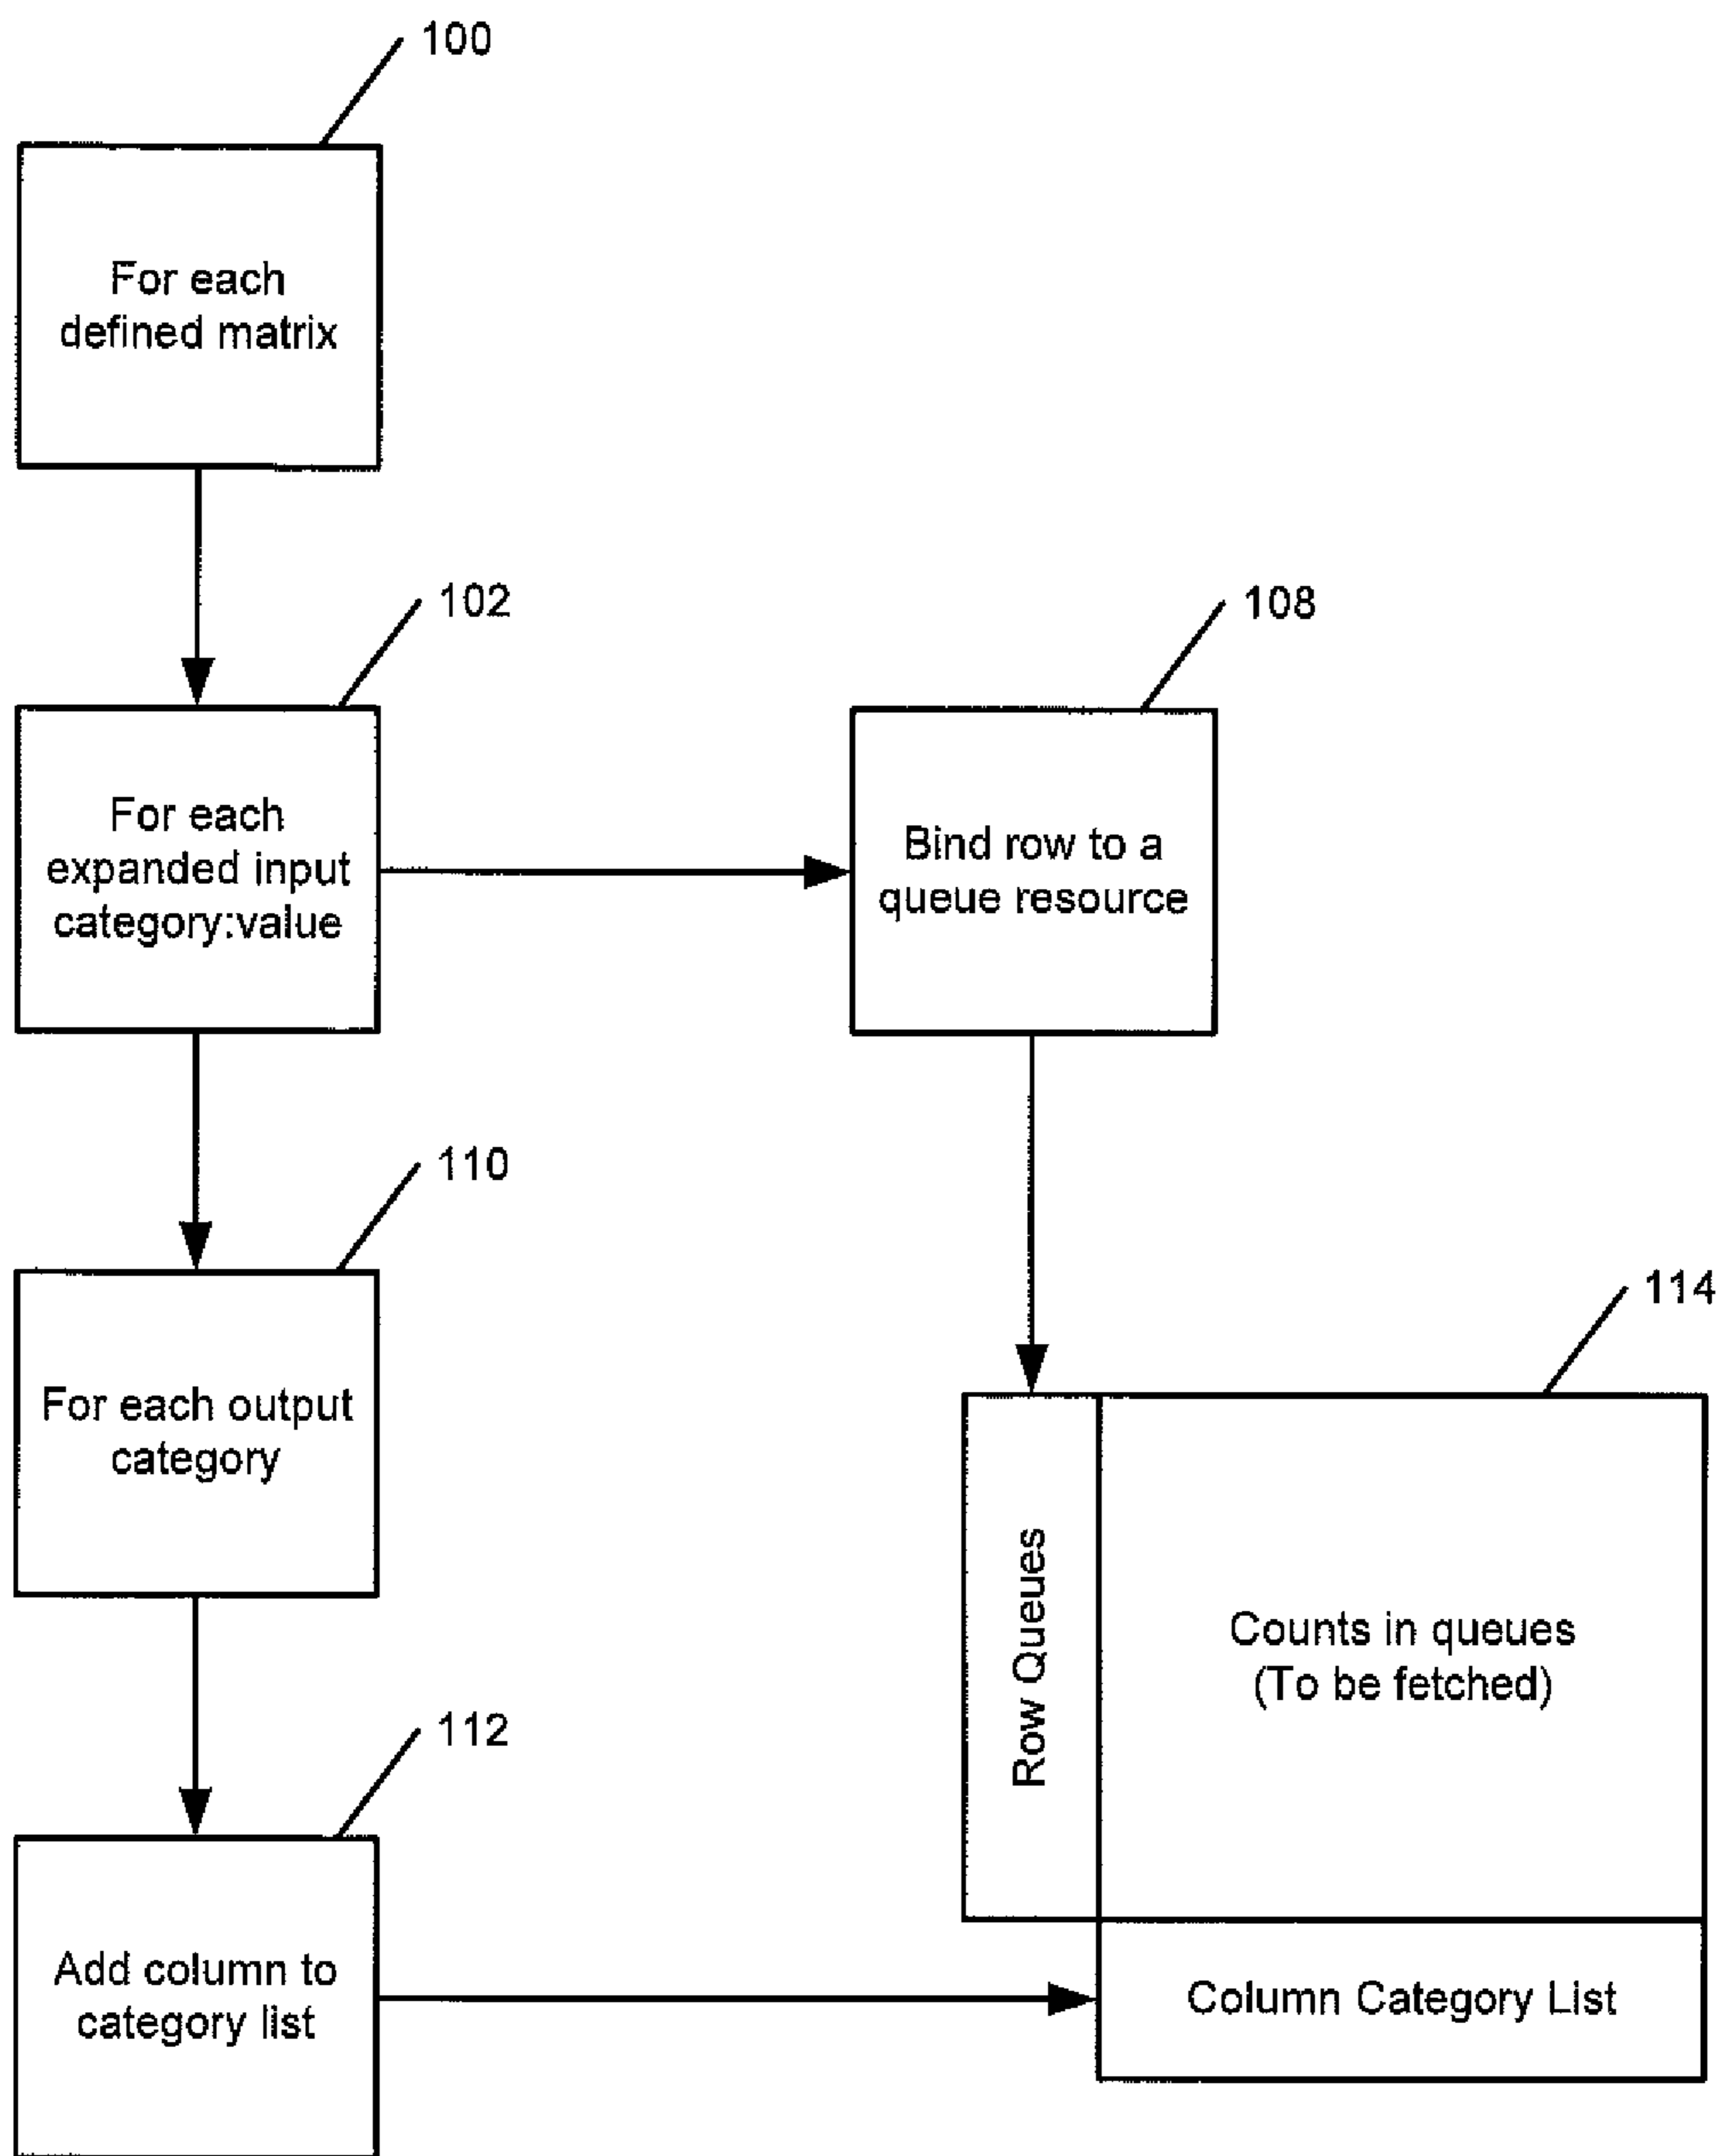 100
For each
defined matrix
102
108
For each
expanded input
category:value
Bind row to a
queue resource
110
114
For each output
category
Row Queues
Counts in queues
(To be fetched)
112
Add column to
category list
Column Category List